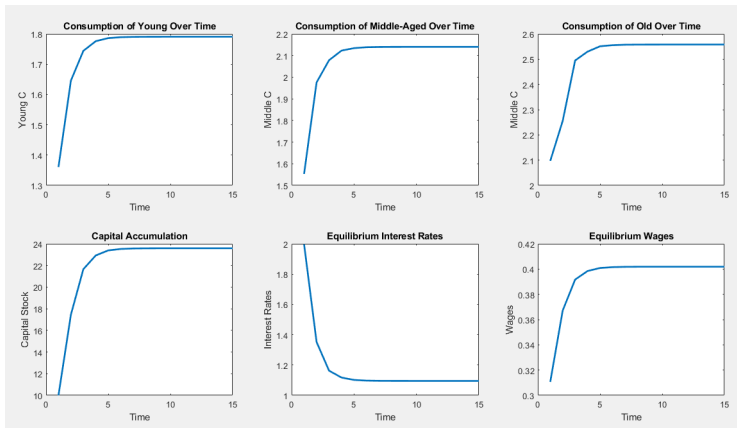 Consumption of Young Over Time
1.8
1.7
1.6
1.5
1.4
1.3
Young C
0 5 10 15
Time
Consumption of Middle-Aged Over Time
2.2
2.1
2
1.9
1.8
1.7
1.6
1.5
Middle C
0 5 10 15
Time
Consumption of Old Over Time
2.6
2.5
2.4
2.3
2.2
2.1
2
Middle C
0 5 10 15
Time
Capital Accumulation
24
22
20
18
16
14
12
10
Capital Stock
0 5 10 15
Time
Equilibrium Interest Rates
2
1.8
1.6
1.4
1.2
1
Interest Rates
0 5 10 15
Time
Equilibrium Wages
0.42
0.4
0.38
0.36
0.34
0.32
0.3
Wages
0 5 10 15
Time